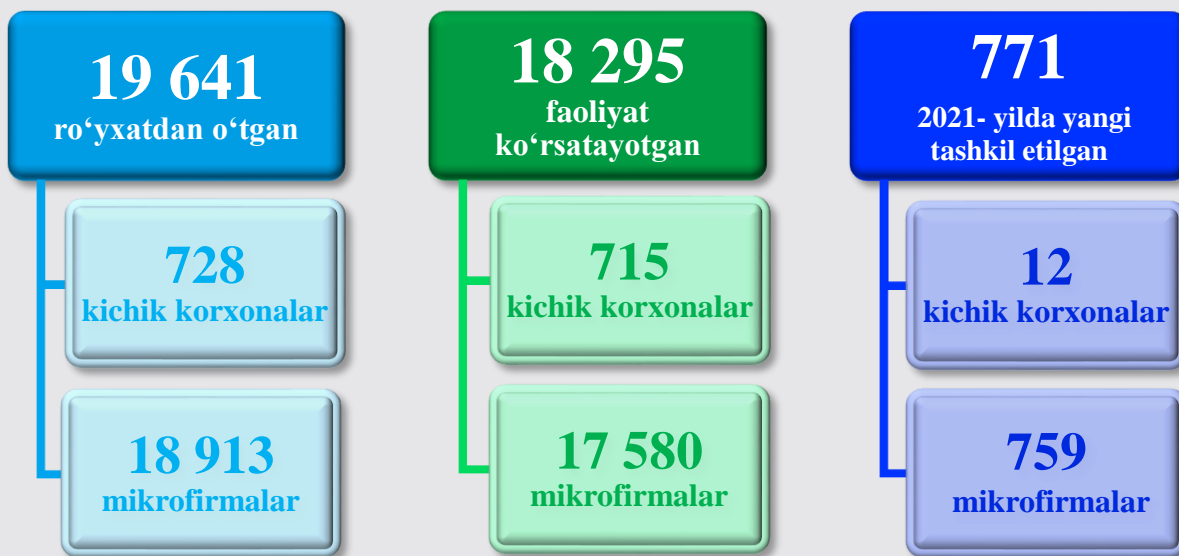 19 641
ro‘yxatdan o‘tgan
728
kichik korxonalar
18 913
mikrofirmalar
18 295
faoliyat
ko‘rsatayotgan
715
kichik korxonalar
17 580
mikrofirmalar
771
2021- yilda yangi
tashkil etilgan
12
kichik korxonalar
759
mikrofirmalar